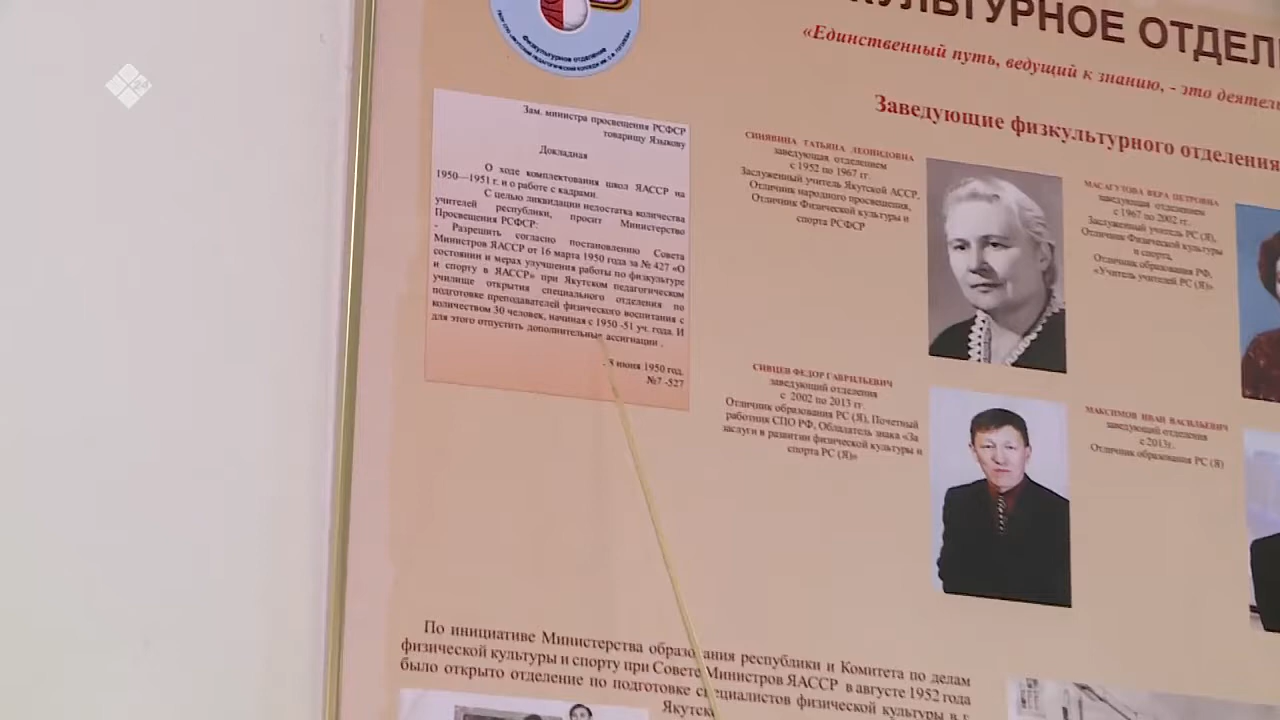 физкультурное отделение
КУЛЬТУРНОЕ ОТДЕЛ
«Единственный путь, ведущий к знанию, - это деятель
Заведующие физкультурного отделения
Зам. министра просвещения РСФСР
товарищу Языкову
Докладная
О ходе комплектования школ ЯАССР на
1950—1951 г. и о работе с кадрами.
С целью ликвидации недостатка количества
учителей республики, просит Министерство
Просвещения РСФСР:
- Разрешить согласно постановлению Совета
Министров ЯАССР от 16 марта 1950 года за № 427 «О
состоянии и мерах улучшения работы по физкультуре
и спорту в ЯАССР» при Якутском педагогическом
училище открытия специального отделения по
подготовке преподавателей физического воспитания с
количеством 30 человек, начиная с 1950 -51 уч. года. И
для этого отпустить дополнительные ассигнации .
8 июня 1950 год.
№7 -527
СИНЯВИНА ТАТЬЯНА ЛЕОНИДОВНА
заведующая отделением
с 1952 по 1967 гг.
Заслуженный учитель Якутской АССР,
Отличник народного просвещения,
Отличник Физической культуры и
спорта РСФСР
МАСАГУТОВА ВЕРА ПЕТРОВНА
заведующая отделением
с 1967 по 2002 гг.
Заслуженный учитель РС (Я),
Отличник Физической культуры
и спорта,
Отличник образования РФ,
«Учитель учителей РС (Я)»
СИВЦЕВ ФЕДОР ГАВРИЛЬЕВИЧ
заведующий отделения
с 2002 по 2013 гг.
Отличник образования РС (Я), Почетный
работник СПО РФ, Обладатель знака «За
заслуги в развитии физической культуры и
спорта РС (Я)»
МАКСИМОВ ИВАН ВАСИЛЬЕВИЧ
заведующий отделения
с 2013г.
Отличник образования РС (Я)
По инициативе Министерства образования республики и Комитета по делам
физической культуры и спорту при Совете Министров ЯАССР в августе 1952 года
было открыто отделение по подготовке специалистов физической культуры в г.
Якутске